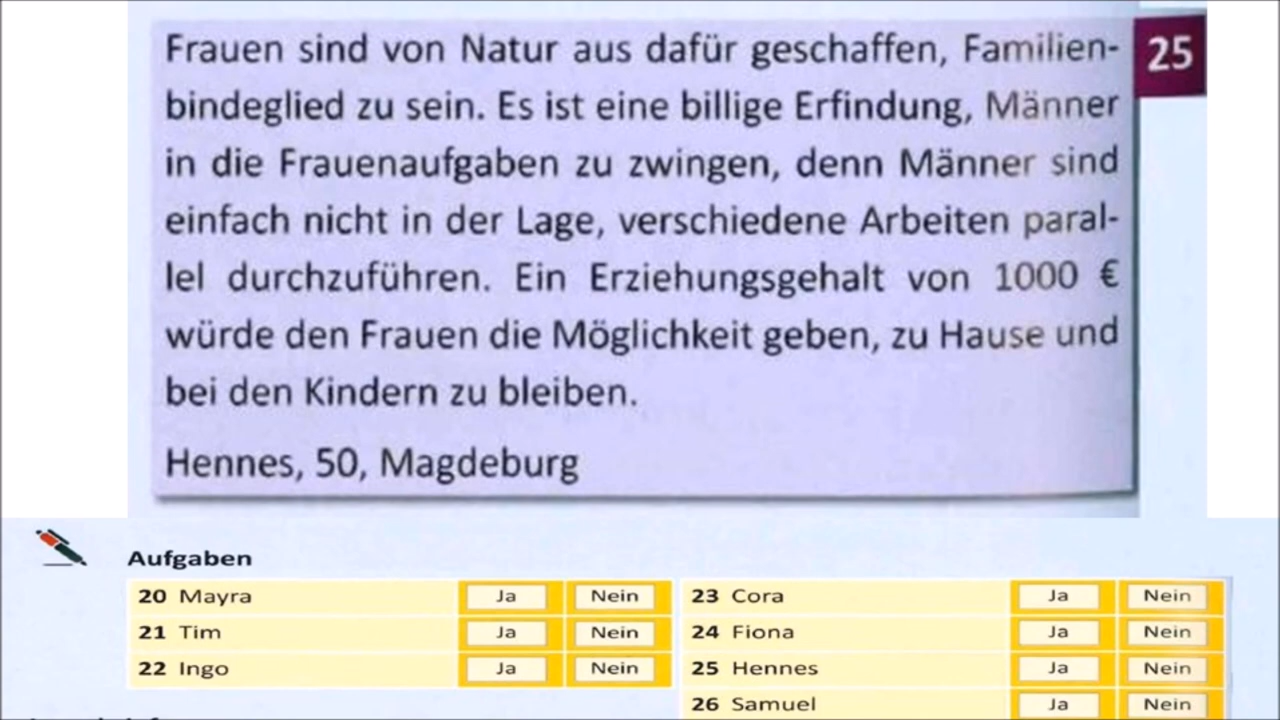 Frauen sind von Natur aus dafür geschaffen, Familien-
bindeglied zu sein. Es ist eine billige Erfindung, Männer
in die Frauenaufgaben zu zwingen, denn Männer sind
einfach nicht in der Lage, verschiedene Arbeiten paral-
lel durchzuführen. Ein Erziehungsgehalt von 1000 €
würde den Frauen die Möglichkeit geben, zu Hause und
bei den Kindern zu bleiben.
Hennes, 50, Magdeburg
25
Aufgaben
20 Mayra Ja Nein
21 Tim Ja Nein
22 Ingo Ja Nein
23 Cora Ja Nein
24 Fiona Ja Nein
25 Hennes Ja Nein
26 Samuel Ja Nein